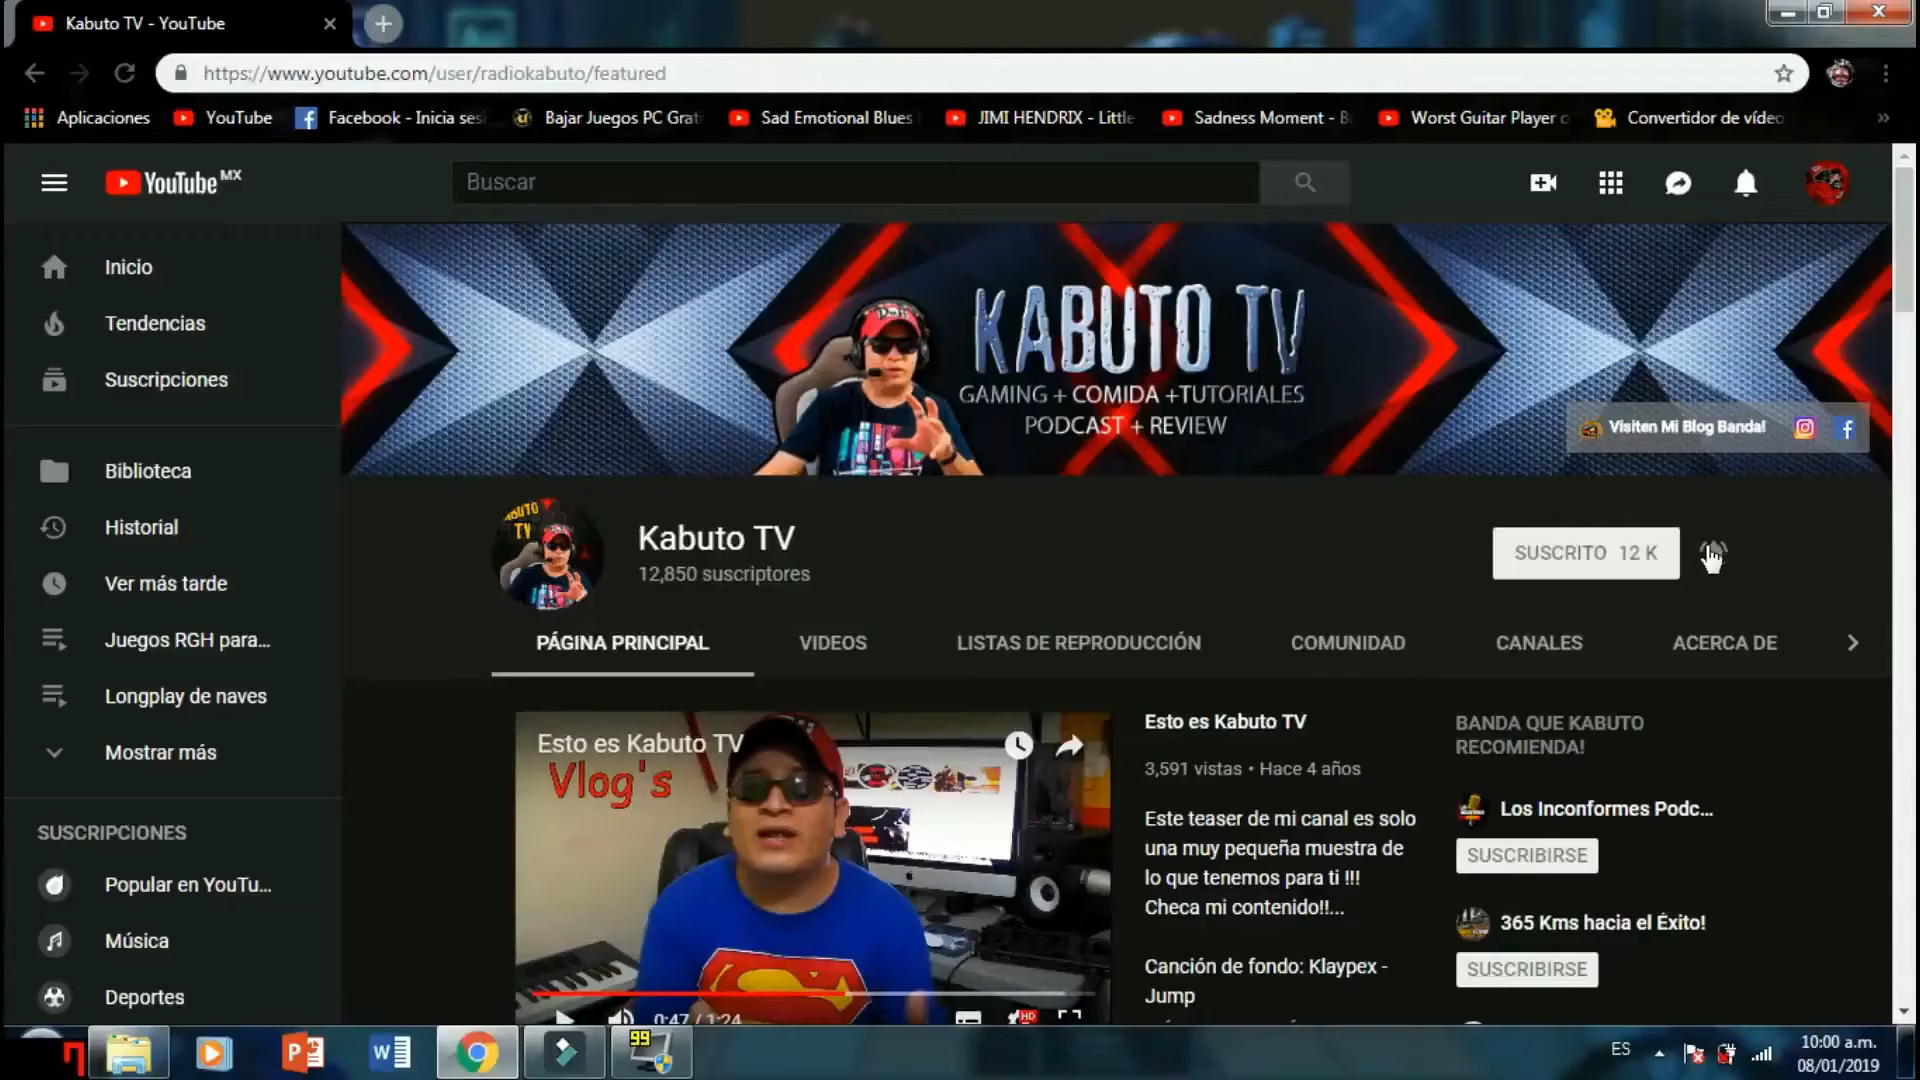 Kabuto TV - YouTube
https://www.youtube.com/user/radiokabuto/featured
Aplicaciones
YouTube
Facebook - Inicia ses
Bajar Juegos PC Grat
Sad Emotional Blues
JIMI HENDRIX - Little
Sadness Moment - B
Worst Guitar Player o
Convertidor de vídeo
YouTube MX
Buscar
Inicio
Tendencias
Suscripciones
Biblioteca
Historial
Ver más tarde
Juegos RGH para...
Longplay de naves
Mostrar más
SUSCRIPCIONES
Popular en YouTu...
Música
Deportes
KABUTO TV
GAMING + COMIDA +TUTORIALES
PODCAST + REVIEW
Visiten Mi Blog Banda!
KABUTO
TV
Kabuto TV
12,850 suscriptores
SUSCRITO 12 K
PÁGINA PRINCIPAL
VIDEOS
LISTAS DE REPRODUCCIÓN
COMUNIDAD
CANALES
ACERCA DE
Esto es Kabuto TV
Vlog's
0:47 / 1:24
HD
Esto es Kabuto TV
3,591 vistas • Hace 4 años
Este teaser de mi canal es solo
una muy pequeña muestra de
lo que tenemos para ti !!!
Checa mi contenido!!...
Canción de fondo: Klaypex -
Jump
BANDA QUE KABUTO
RECOMIENDA!
Los Inconformes Podc...
SUSCRIBIRSE
365 Kms hacia el Éxito!
SUSCRIBIRSE
99
ES
10:00 a.m.
08/01/2019